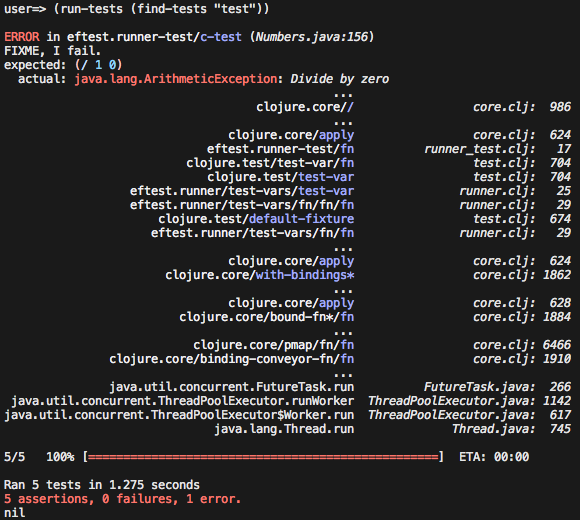 user=> (run-tests (find-tests "test"))
ERROR in eftest.runner-test/c-test (Numbers.java:156)
FIXME, I fail.
expected: (/ 1 0)
actual: java.lang.ArithmeticException: Divide by zero
...
clojure.core// core.clj: 986
...
clojure.core/apply core.clj: 624
eftest.runner-test/fn runner_test.clj: 17
clojure.test/test-var/fn test.clj: 704
clojure.test/test-var test.clj: 704
eftest.runner/test-vars/test-var runner.clj: 25
eftest.runner/test-vars/fn/fn/fn runner.clj: 29
clojure.test/default-fixture test.clj: 674
eftest.runner/test-vars/fn/fn runner.clj: 29
...
clojure.core/apply core.clj: 624
clojure.core/with-bindings* core.clj: 1862
...
clojure.core/apply core.clj: 628
clojure.core/bound-fn*/fn core.clj: 1884
...
clojure.core/pmap/fn/fn core.clj: 6466
clojure.core/binding-conveyor-fn/fn core.clj: 1910
...
java.util.concurrent.FutureTask.run FutureTask.java: 266
java.util.concurrent.ThreadPoolExecutor.runWorker ThreadPoolExecutor.java: 1142
java.util.concurrent.ThreadPoolExecutor$Worker.run ThreadPoolExecutor.java: 617
java.lang.Thread.run Thread.java: 745
5/5 100% [==================================================] ETA: 00:00
Ran 5 tests in 1.275 seconds
5 assertions, 0 failures, 1 error.
nil